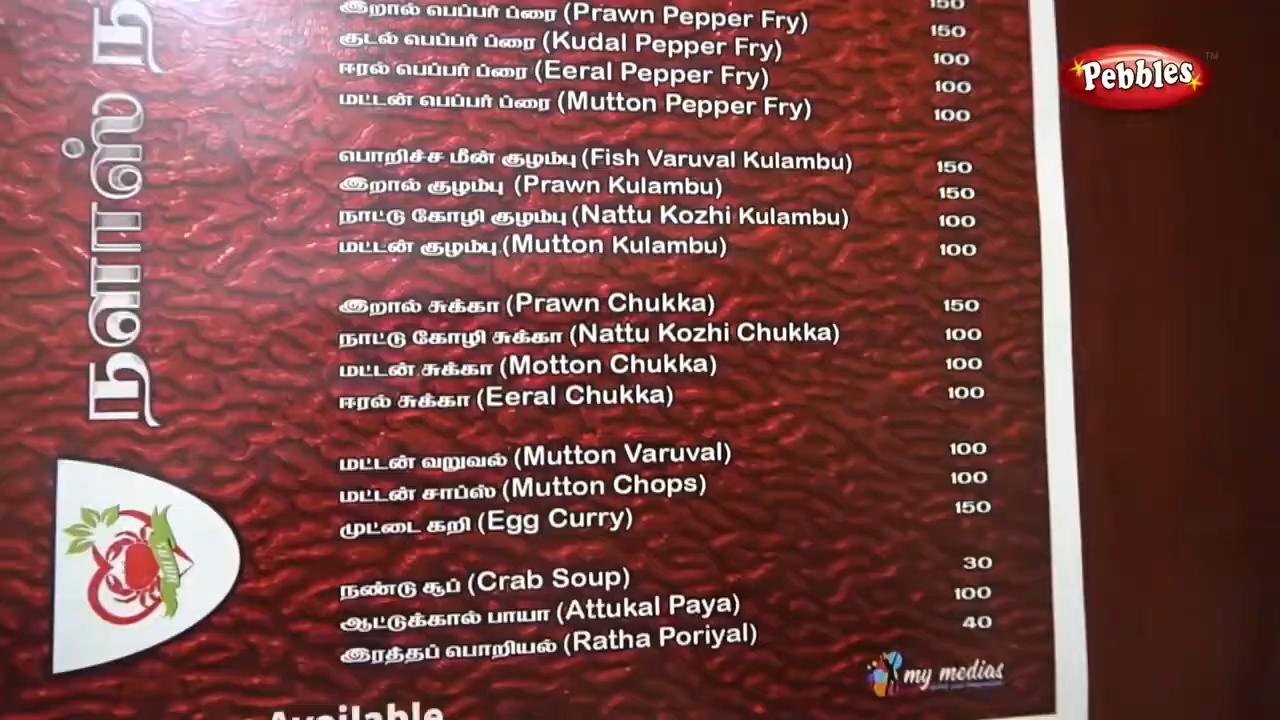 நளாஸ் ந
இறால் பெப்பர் ப்ரை (Prawn Pepper Fry) 150
குடல் பெப்பர் ப்ரை (Kudal Pepper Fry) 150
ஈரல் பெப்பர் ப்ரை (Eeral Pepper Fry) 100
மட்டன் பெப்பர் ப்ரை (Mutton Pepper Fry) 100
100
பொறிச்ச மீன் குழம்பு (Fish Varuval Kulambu) 150
இறால் குழம்பு (Prawn Kulambu) 150
நாட்டு கோழி குழம்பு (Nattu Kozhi Kulambu) 100
மட்டன் குழம்பு (Mutton Kulambu) 100
இறால் சுக்கா (Prawn Chukka) 150
நாட்டு கோழி சுக்கா (Nattu Kozhi Chukka) 100
மட்டன் சுக்கா (Motton Chukka) 100
ஈரல் சுக்கா (Eeral Chukka) 100
மட்டன் வறுவல் (Mutton Varuval) 100
மட்டன் சாப்ஸ் (Mutton Chops) 100
முட்டை கறி (Egg Curry) 150
நண்டு சூப் (Crab Soup) 30
ஆட்டுக்கால் பாயா (Attukal Paya) 100
இரத்தப் பொறியல் (Ratha Poriyal) 40
my medias
Available
Pebbles™